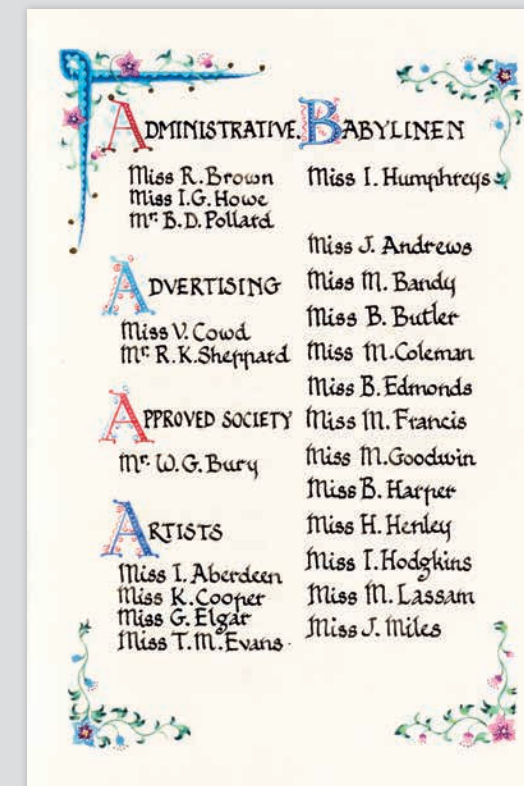 ADMINISTRATIVE.
Miss R. Brown
Miss I.G. Howe
Mr. B.D. Pollard
ADVERTISING
Miss V. Cowd
Mr. R.K. Sheppard
APPROVED SOCIETY
Mr. W.G. Bury
ARTISTS
Miss I. Aberdeen
Miss K. Cooper
Miss G. Elgar
Miss T.M. Evans.
BABYLINEN
Miss I. Humphreys
Miss J. Andrews
Miss M. Bandy
Miss B. Butler
Miss M. Coleman
Miss B. Edmonds
Miss M. Francis
Miss M. Goodwin
Miss B. Harper
Miss H. Henley
Miss I. Hodgkins
Miss M. Lassam
Miss J. Miles